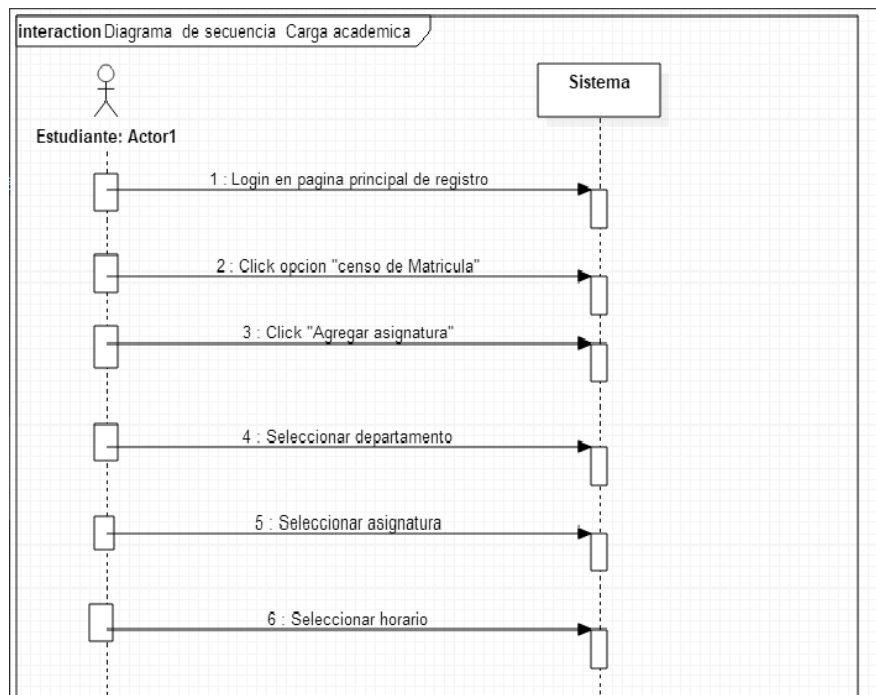 interaction Diagrama de secuencia Carga academica
Sistema
Estudiante: Actor1
1 : Login en pagina principal de registro
2 : Click opcion "censo de Matricula"
3 : Click "Agregar asignatura"
4 : Seleccionar departamento
5 : Seleccionar asignatura
6 : Seleccionar horario